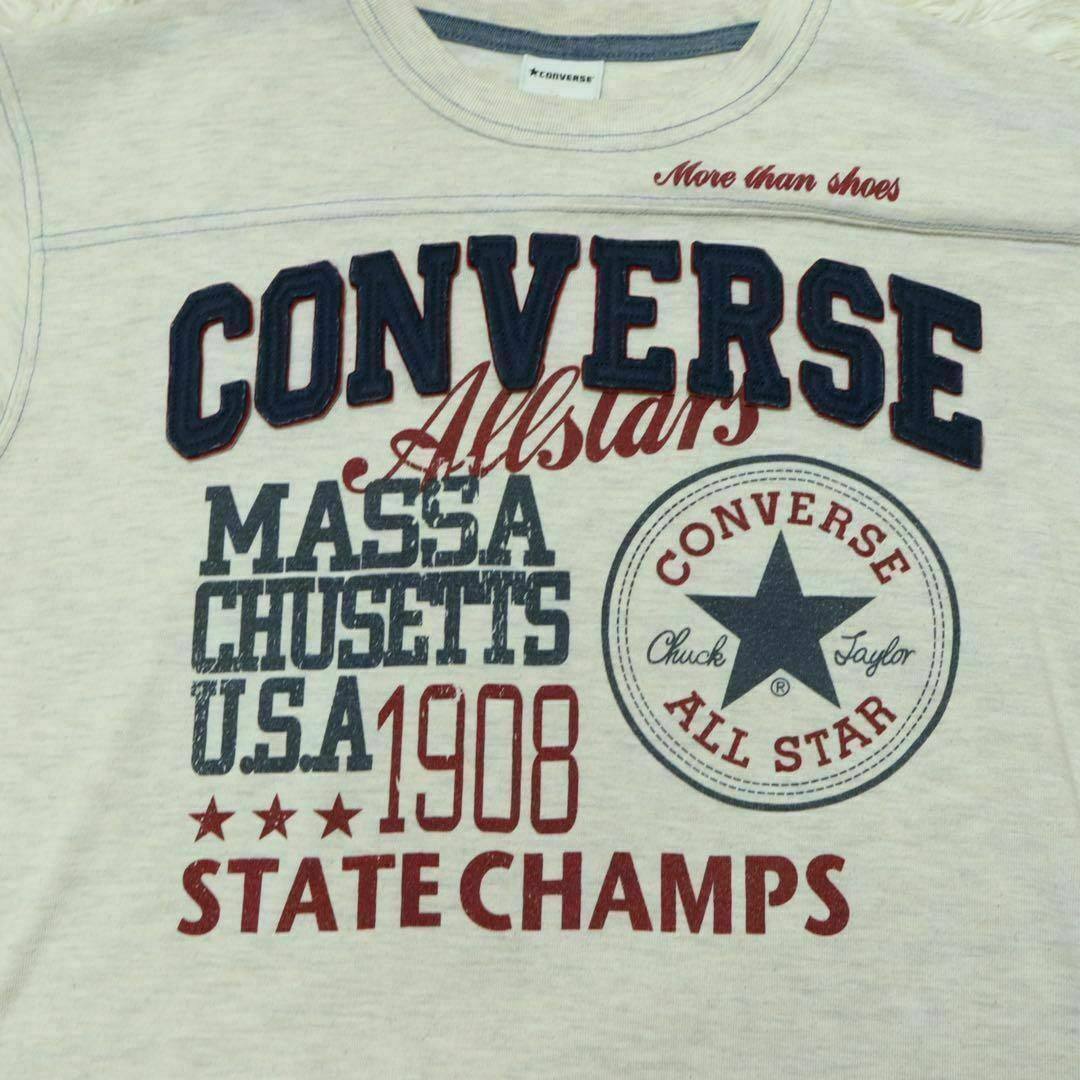 ★CONVERSE
More than shoes
CONVERSE
Allstars
MASSA
CHUSETTS
U.S.A 1908
★★★
STATE CHAMPS
CONVERSE
Chuck Taylor
®
ALL STAR